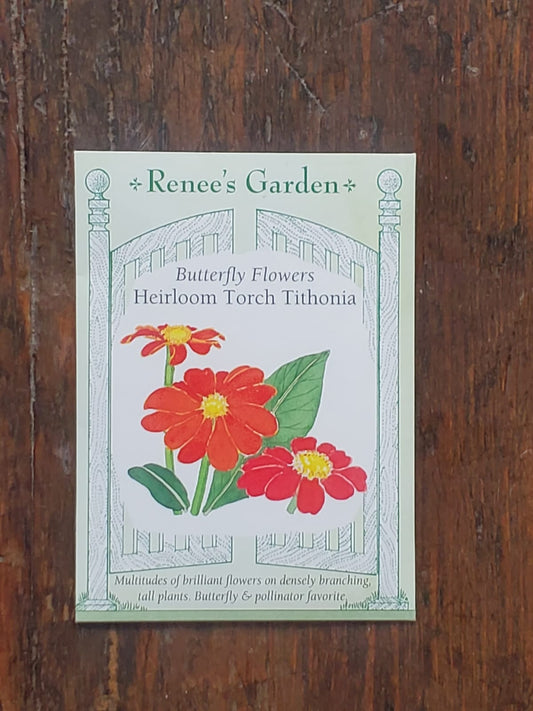 Renee's Garden
Butterfly Flowers
Heirloom Torch Tithonia
Multitudes of brilliant flowers on densely branching,
tall plants. Butterfly & pollinator favorite.